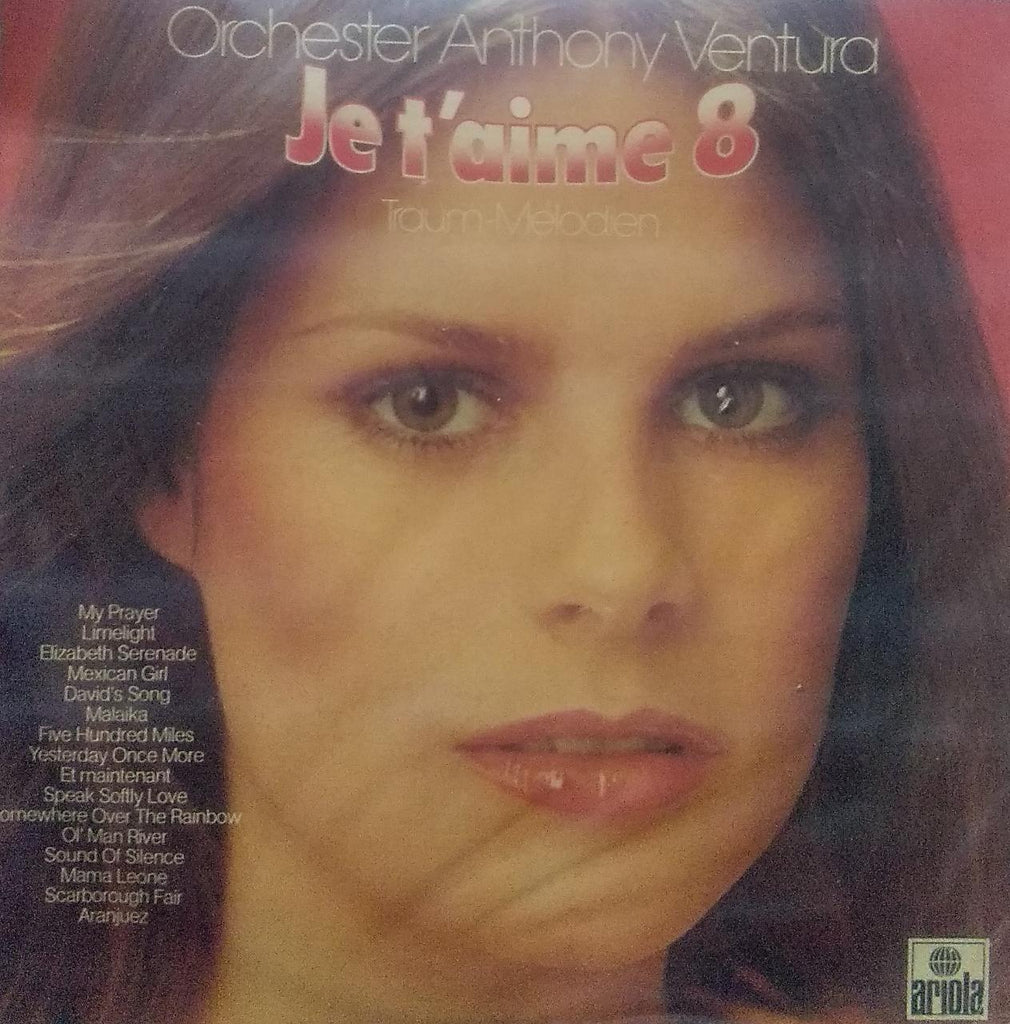 Orchester Anthony Ventura
Je t'aime 8
Traum-Melodien
My Prayer
Limelight
Elizabeth Serenade
Mexican Girl
David's Song
Malaika
Five Hundred Miles
Yesterday Once More
Et maintenant
Speak Softly Love
omewhere Over The Rainbow
Ol' Man River
Sound Of Silence
Mama Leone
Scarborough Fair
Aranjuez
ariola